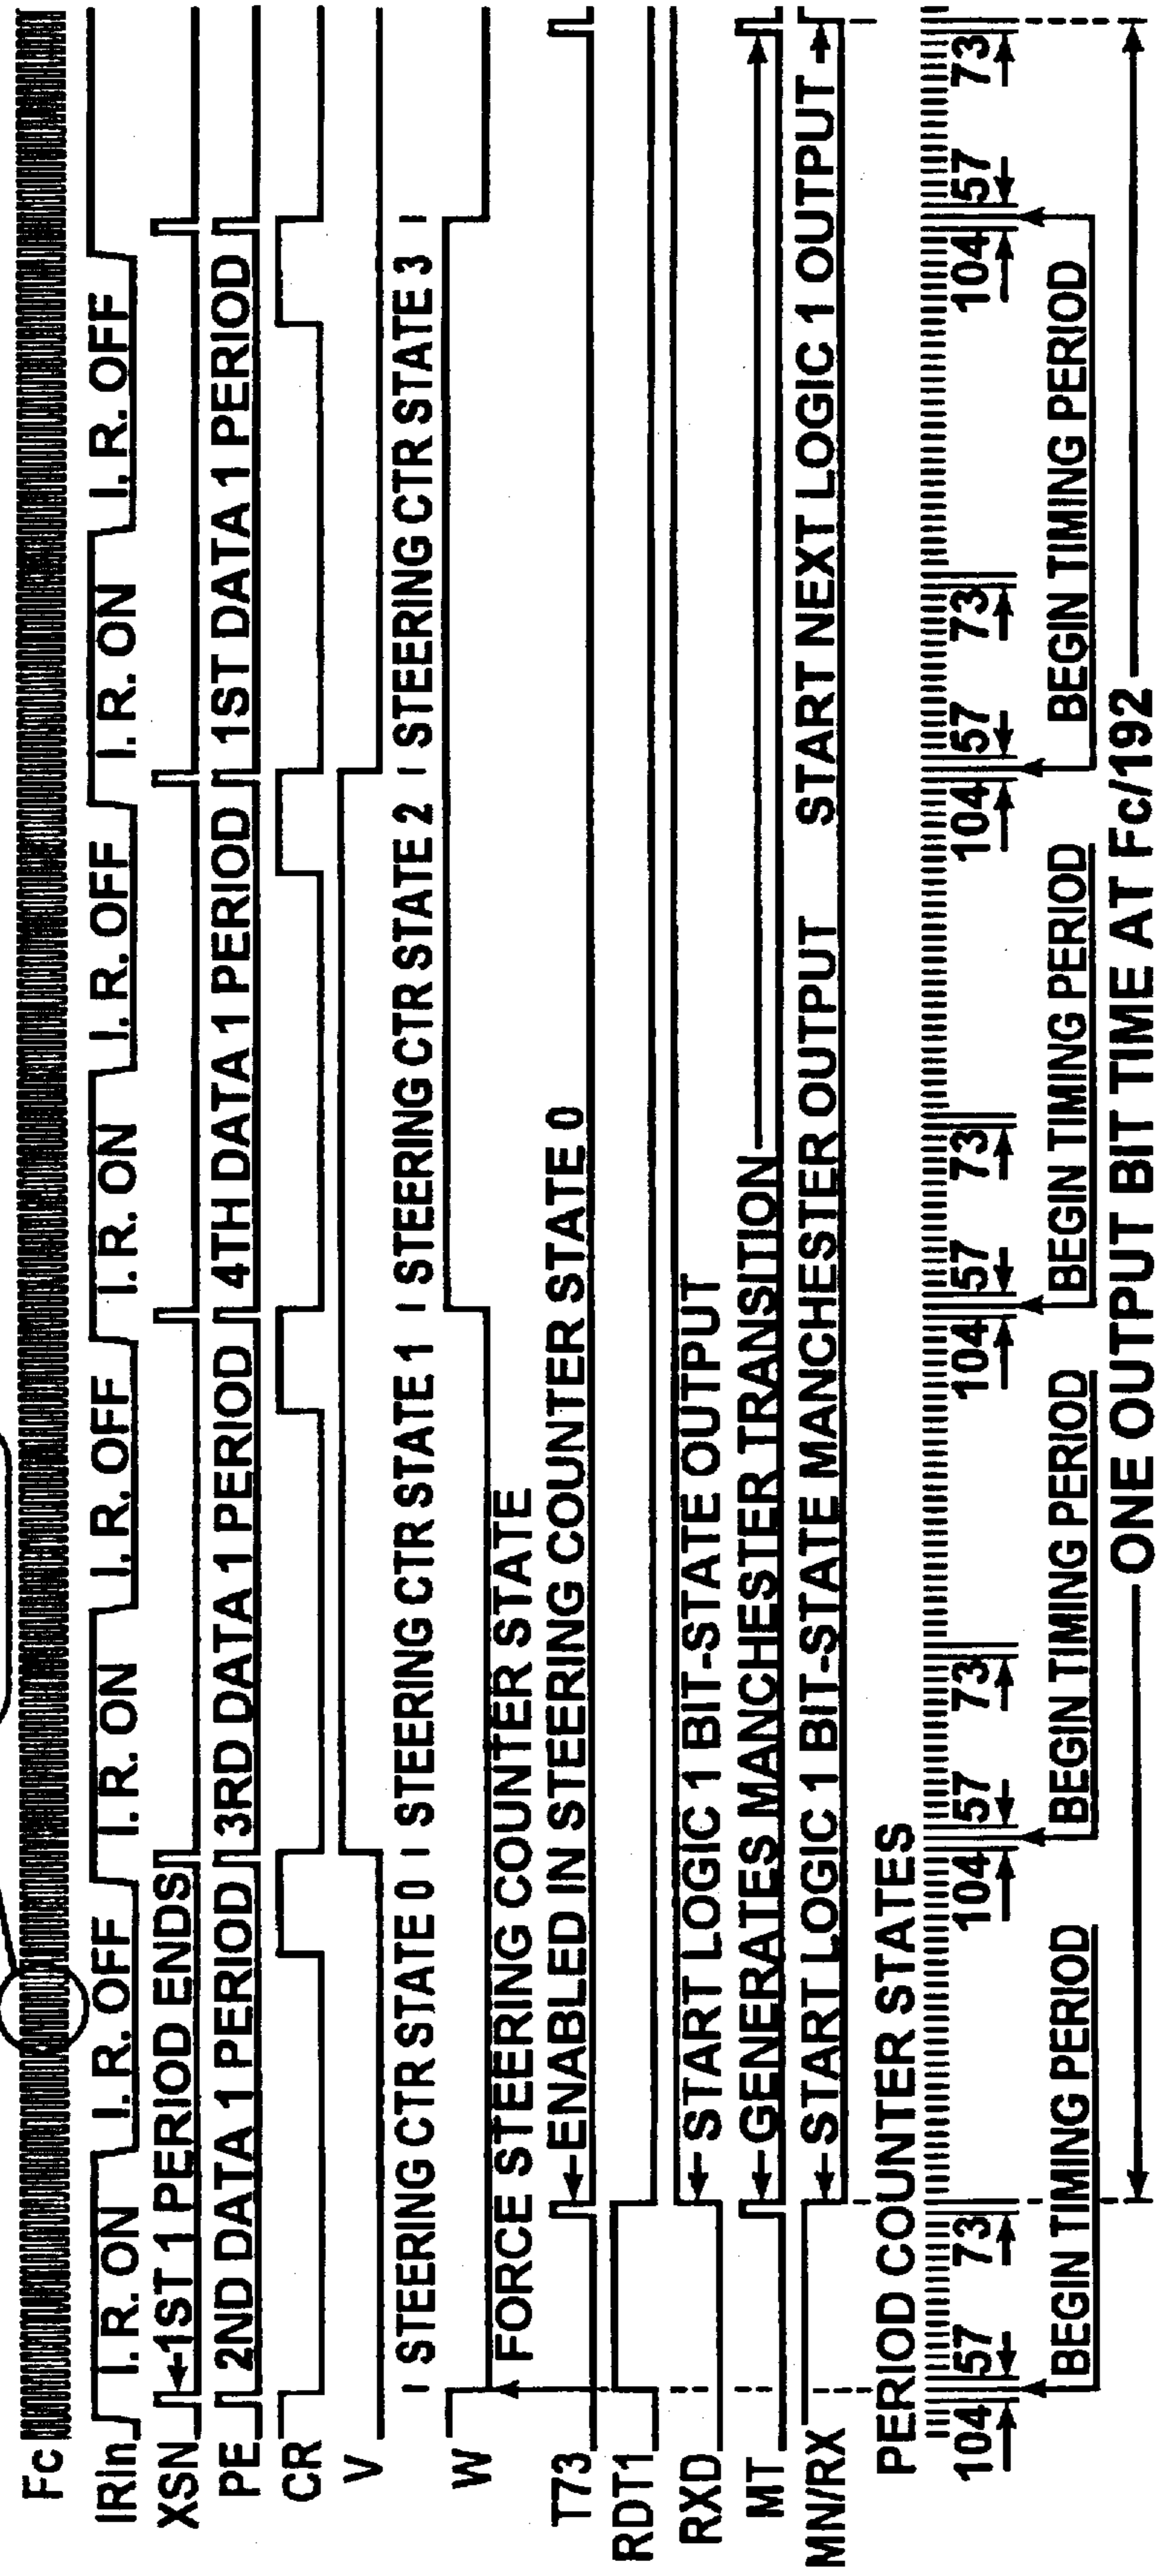 Fc
IRin I.R. ON I.R. OFF I.R. ON I.R. OFF I.R. ON I.R. OFF I.R. ON I.R. OFF
XSN 1ST 1 PERIOD ENDS
PE 2ND DATA 1 PERIOD 3RD DATA 1 PERIOD 4TH DATA 1 PERIOD 1ST DATA 1 PERIOD
CR
V
STEERING CTR STATE 0 STEERING CTR STATE 1 STEERING CTR STATE 2 STEERING CTR STATE 3
W
FORCE STEERING COUNTER STATE
T73 ENABLED IN STEERING COUNTER STATE 0
RDT1
RXD START LOGIC 1 BIT-STATE OUTPUT
MT GENERATES MANCHESTER TRANSITION
MN/RX START LOGIC 1 BIT-STATE MANCHESTER OUTPUT START NEXT LOGIC 1 OUTPUT
PERIOD COUNTER STATES
104 57 73 104 57 73 104 57 73 104 57 73 104 57 73
BEGIN TIMING PERIOD BEGIN TIMING PERIOD BEGIN TIMING PERIOD BEGIN TIMING PERIOD
ONE OUTPUT BIT TIME AT Fc/192